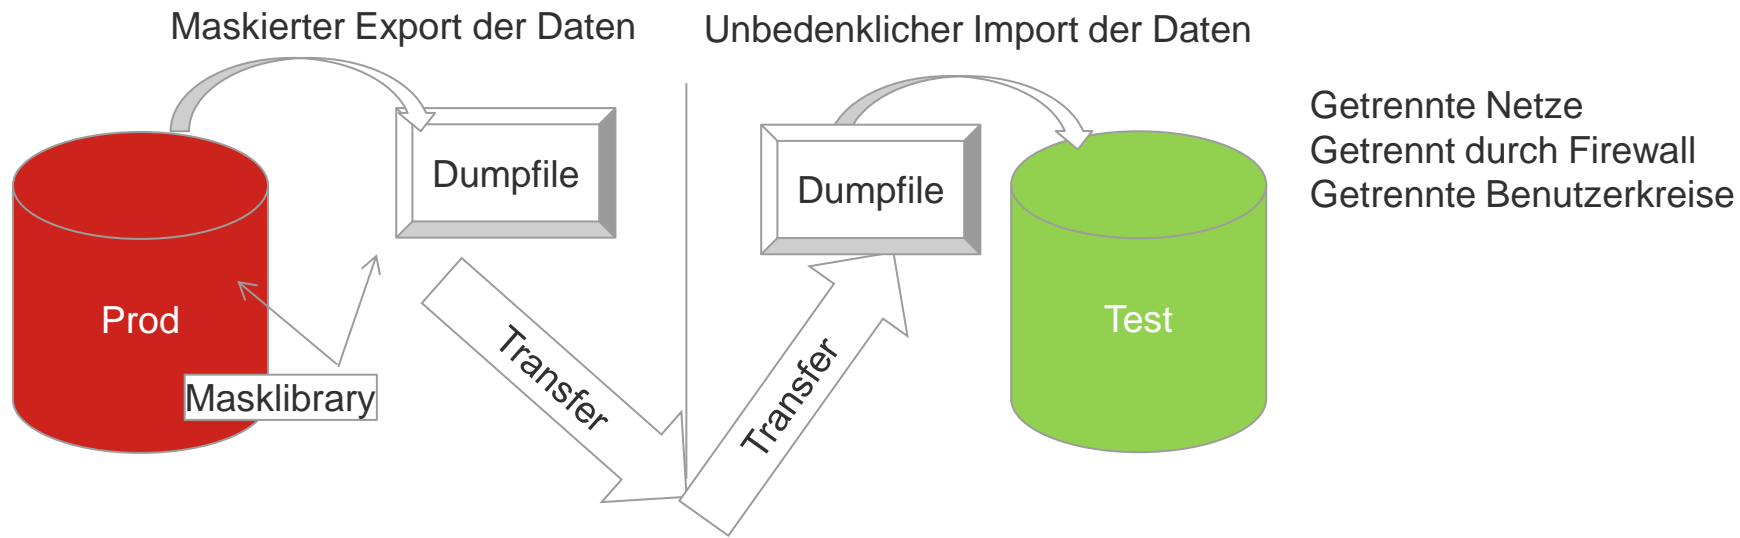 Maskierter Export der Daten
Unbedenklicher Import der Daten
Getrennte Netze
Getrennt durch Firewall
Getrennte Benutzerkreise
Dumpfile
Dumpfile
Prod
Test
Masklibrary
Transfer
Transfer